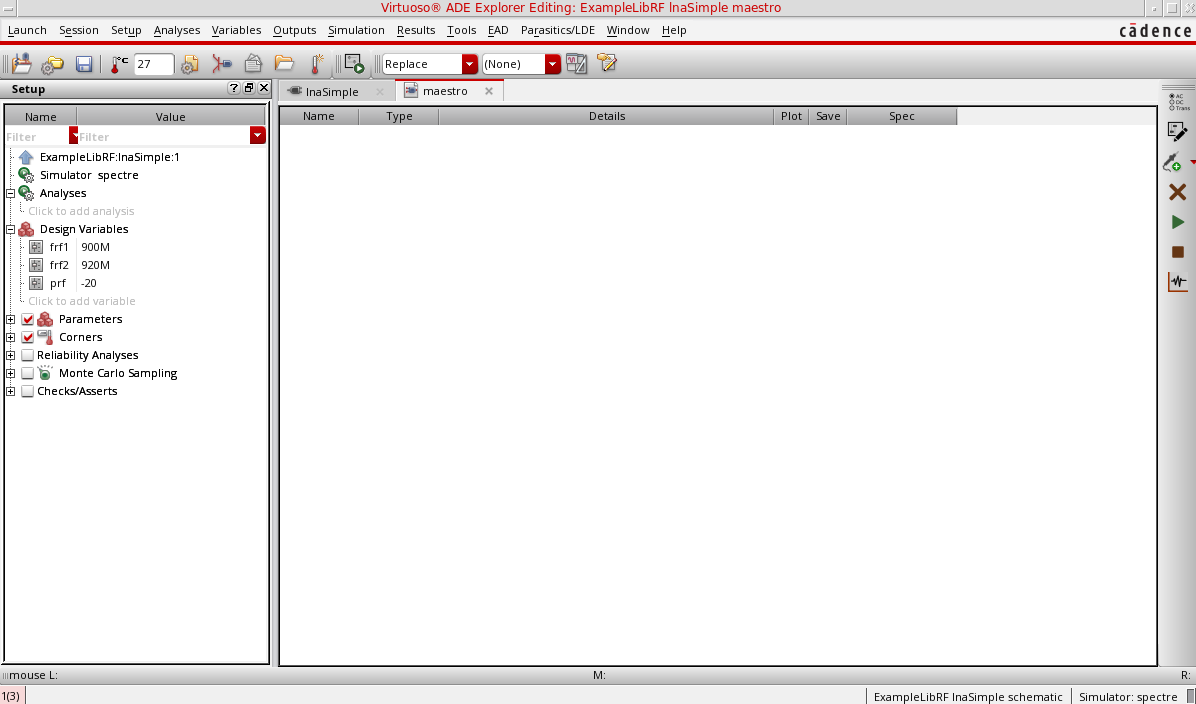 Virtuoso® ADE Explorer Editing: ExampleLibRF lnaSimple maestro
Launch Session Setup Analyses Variables Outputs Simulation Results Tools EAD Parasitics/LDE Window Help
cādence
°C 27 Replace (None)
Setup
lnaSimple maestro
Name Value
Name Type Details Plot Save Spec
Filter Filter
AC
DC
Trans
ExampleLibRF:lnaSimple:1
Simulator spectre
Analyses
Click to add analysis
Design Variables
frf1 900M
frf2 920M
prf -20
Click to add variable
Parameters
Corners
Reliability Analyses
Monte Carlo Sampling
Checks/Asserts
mouse L: M: R:
1(3) ExampleLibRF lnaSimple schematic Simulator: spectre